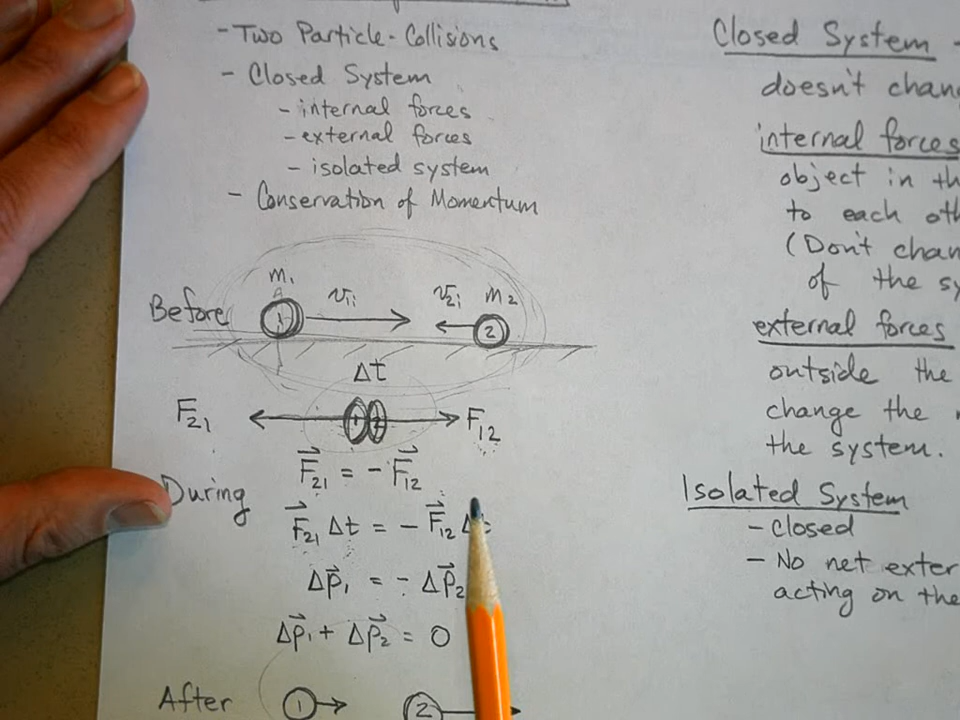 - Two Particle-Collisions
- Closed System
- internal forces
- external forces
- isolated system
- Conservation of Momentum
m₁
Before 1 v₁ᵢ v₂ᵢ m₂ 2
Δt
F₂₁ 1 2 F₁₂
F⃗₂₁ = - F⃗₁₂
During
F⃗₂₁ Δt = - F⃗₁₂
Δp⃗₁ = - Δp⃗₂
Δp⃗₁ + Δp⃗₂ = 0
After 1 2
Closed System -
doesn't
internal forces
object in
to each
(Don't
of the
external forces
outside the
change the
the system.
Isolated System
- Closed
- No net
acting on the